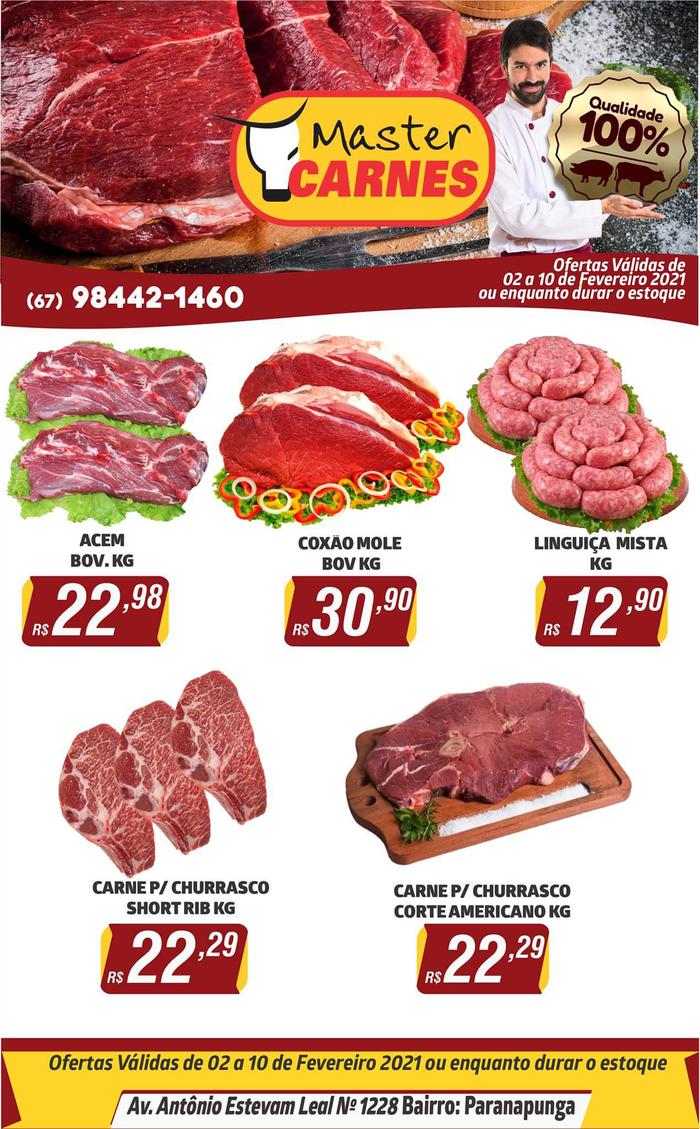 Master
CARNES
Qualidade
100%
Ofertas Válidas de
02 a 10 de Fevereiro 2021
ou enquanto durar o estoque
(67) 98442-1460
ACEM
BOV. KG
R$ 22,98
COXÃO MOLE
BOV KG
R$ 30,90
LINGUIÇA MISTA
KG
R$ 12,90
CARNE P/ CHURRASCO
SHORT RIB KG
R$ 22,29
CARNE P/ CHURRASCO
CORTE AMERICANO KG
R$ 22,29
Ofertas Válidas de 02 a 10 de Fevereiro 2021 ou enquanto durar o estoque
Av. Antônio Estevam Leal Nº 1228 Bairro: Paranapunga